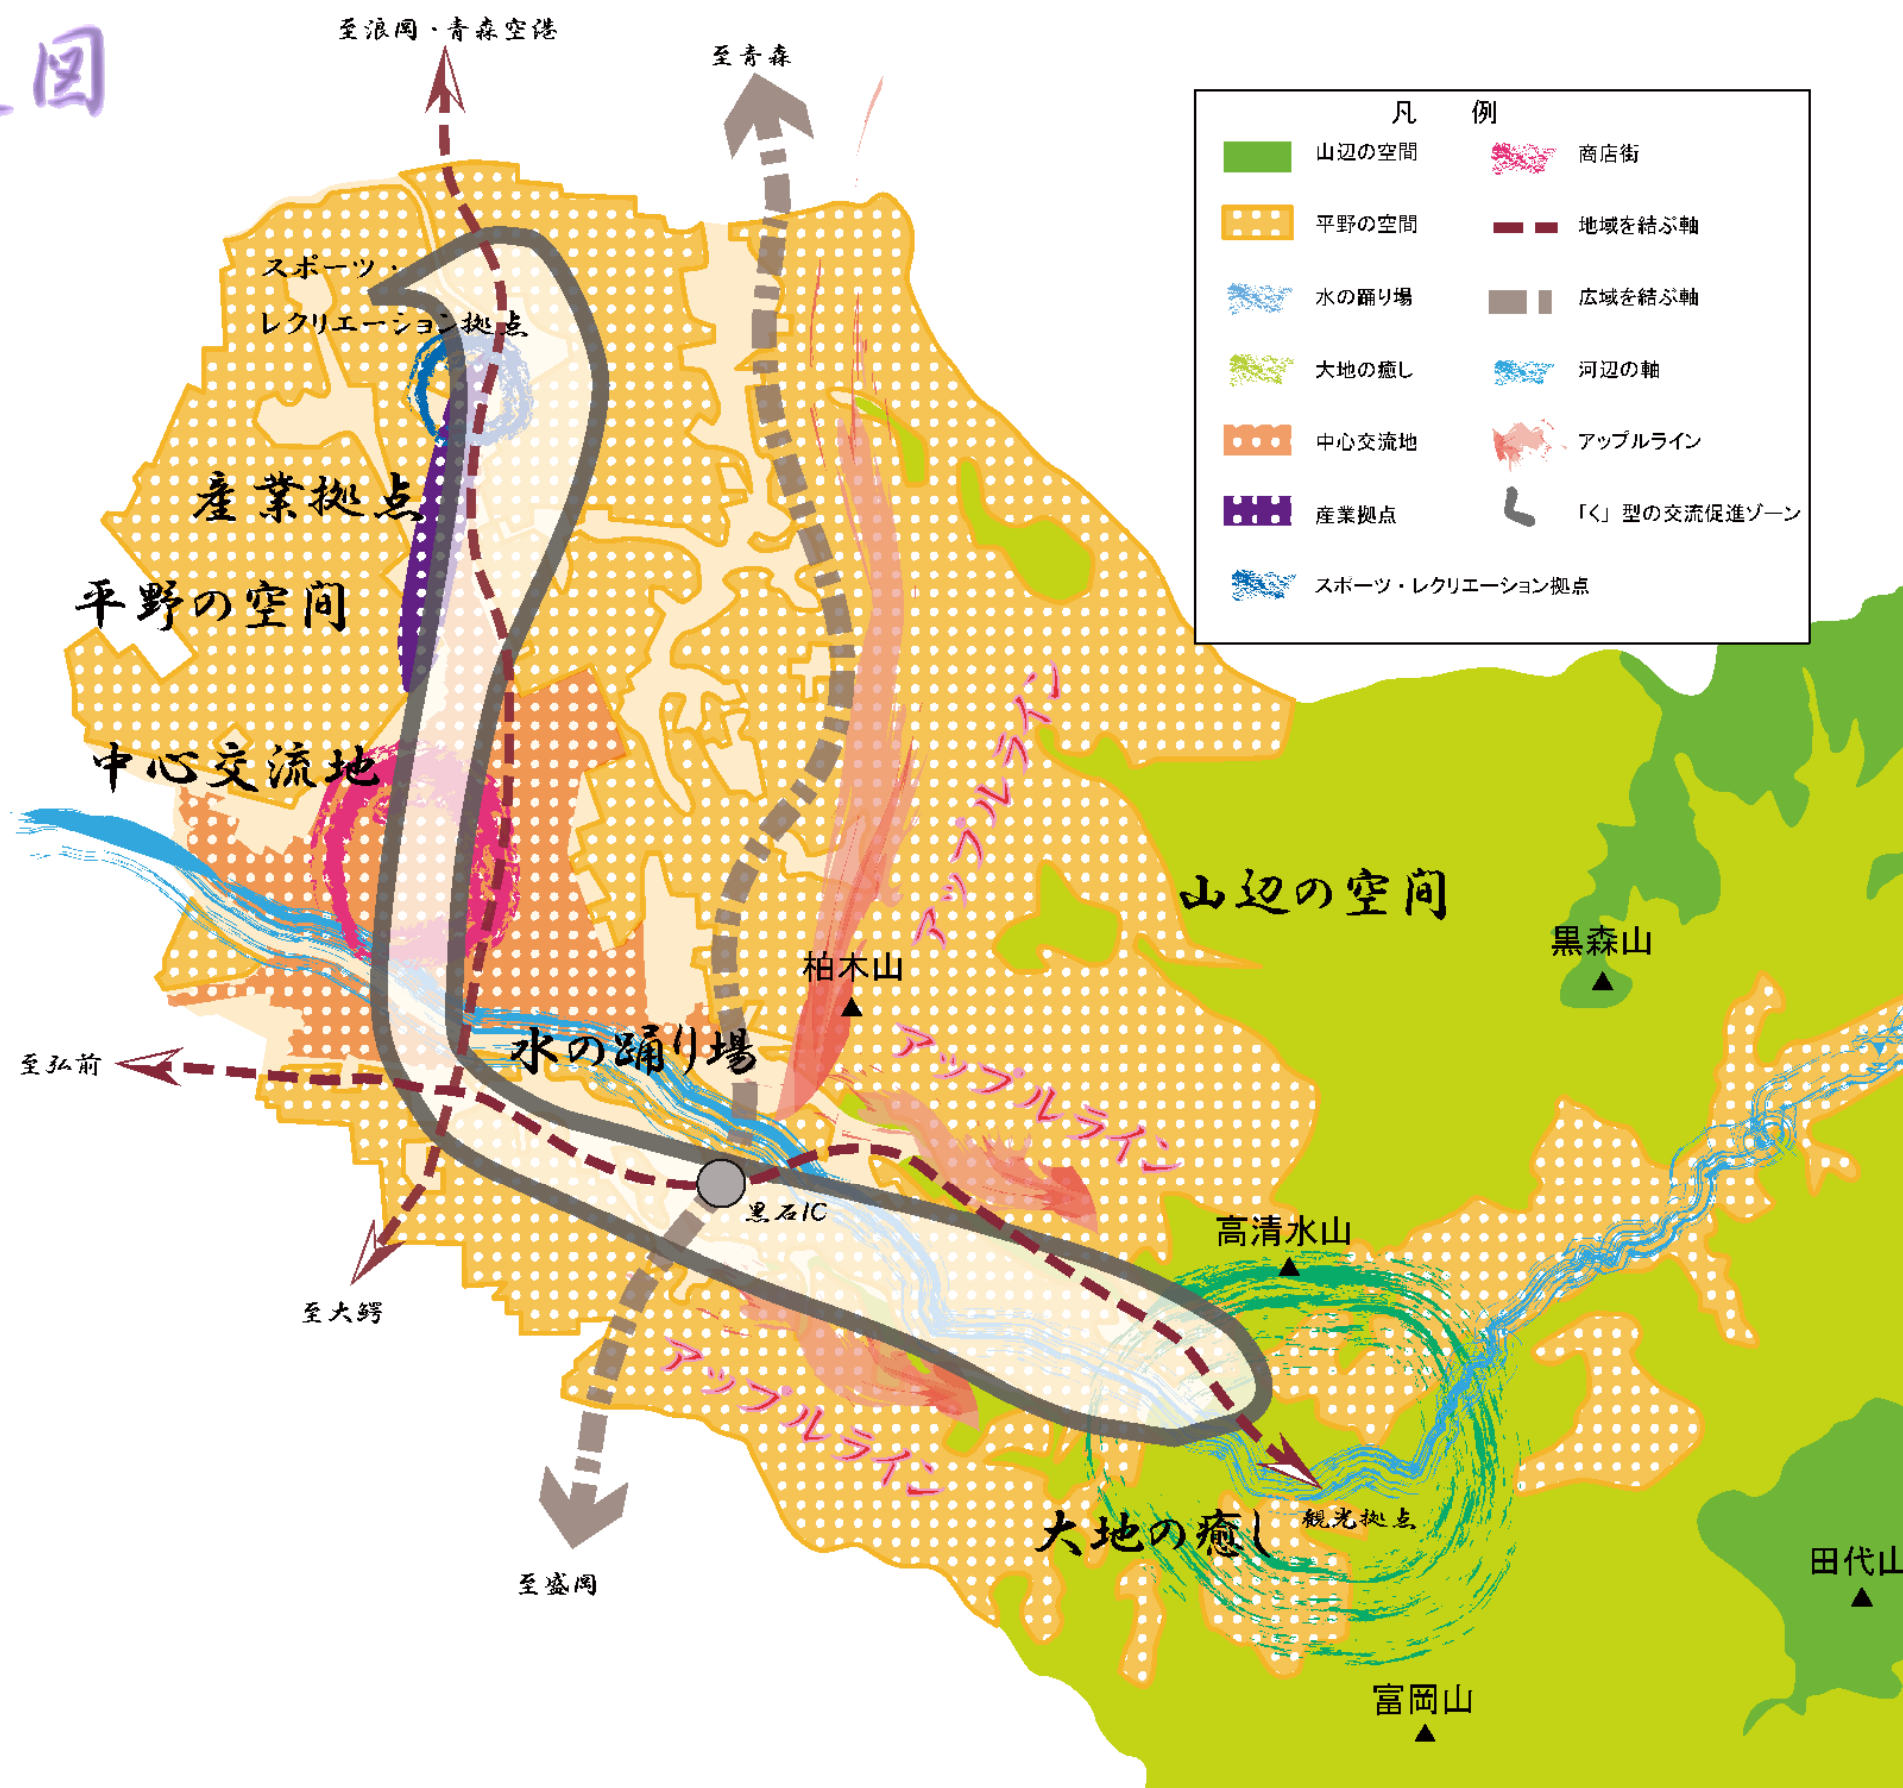 図
至浪岡・青森空港
至青森
凡　例
山辺の空間
商店街
平野の空間
地域を結ぶ軸
水の踊り場
広域を結ぶ軸
大地の癒し
河辺の軸
中心交流地
アップルライン
産業拠点
「く」型の交流促進ゾーン
スポーツ・レクリエーション拠点
スポーツ・
レクリエーション拠点
産業拠点
平野の空間
中心交流地
アップルライン
山辺の空間
黒森山
柏木山
水の踊り場
至弘前
アップルライン
黒石IC
高清水山
至大鰐
アップルライン
観光拠点
大地の癒し
至盛岡
田代山
富岡山